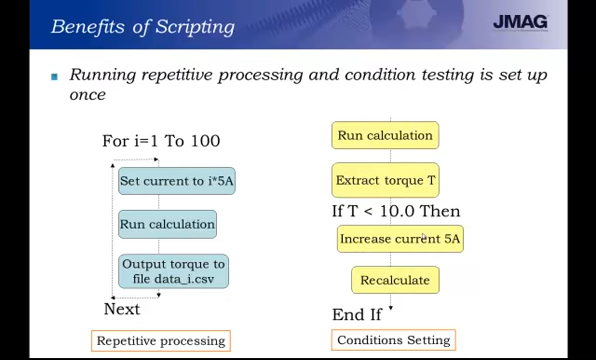 Benefits of Scripting
JMAG
Running repetitive processing and condition testing is set up
once
For i=1 To 100
Set current to i*5A
Run calculation
Output torque to
file data_i.csv
Next
Repetitive processing
Run calculation
Extract torque T
If T < 10.0 Then
Increase current 5A
Recalculate
End If
Conditions Setting